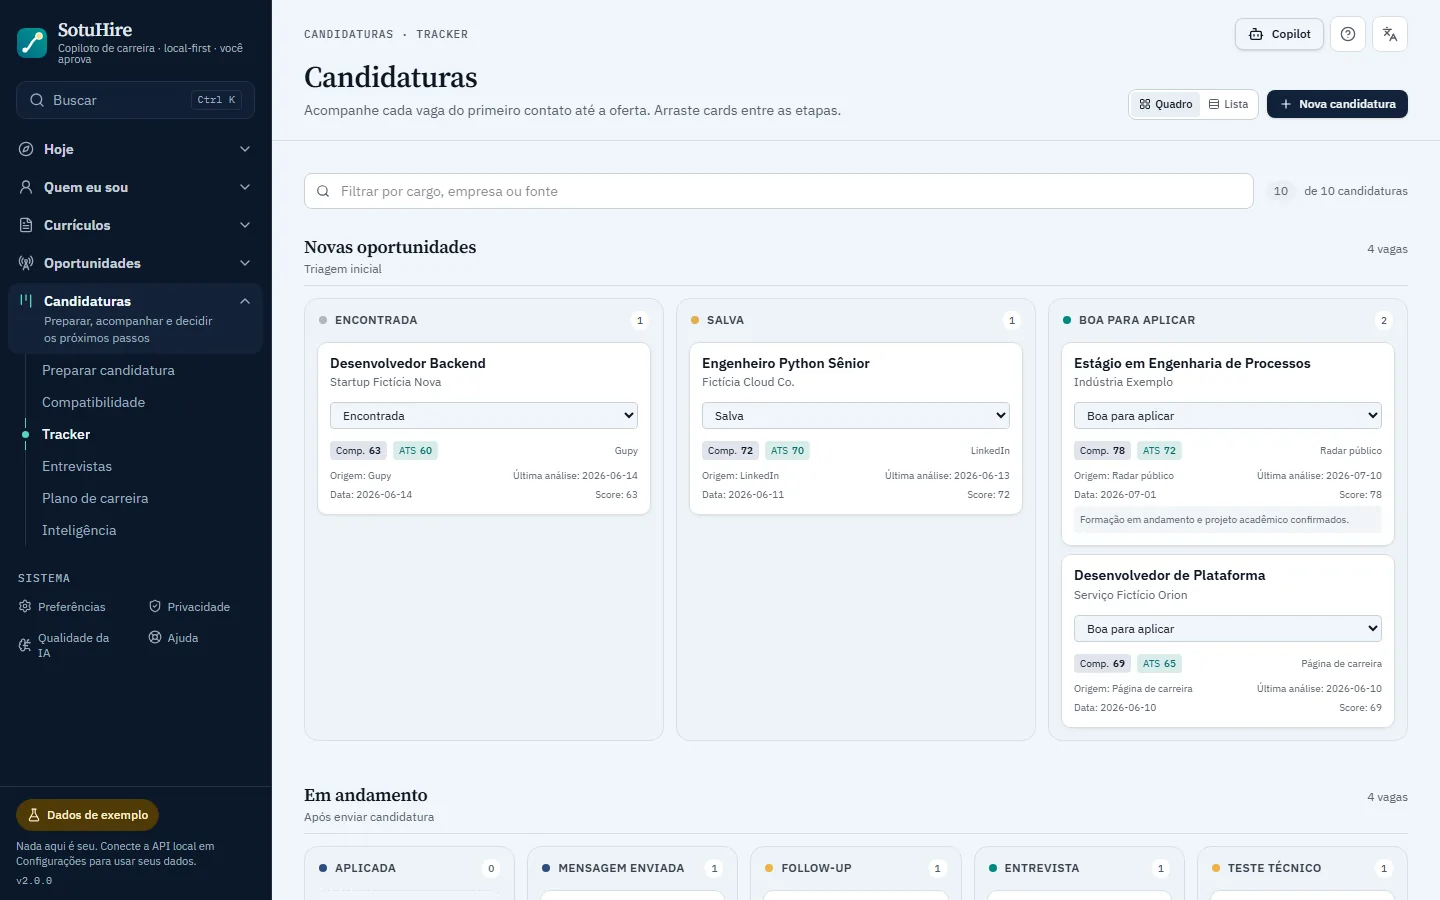 SotuHire
Copiloto de carreira · local-first · você
aprova
Buscar
Ctrl K
Hoje
Quem eu sou
Currículos
Oportunidades
Candidaturas
Preparar, acompanhar e decidir
os próximos passos
Preparar candidatura
Compatibilidade
Tracker
Entrevistas
Plano de carreira
Inteligência
SISTEMA
Preferências
Privacidade
Qualidade da
IA
Ajuda
Dados de exemplo
Nada aqui é seu. Conecte a API local em
Configurações para usar seus dados.
v2.0.0
CANDIDATURAS · TRACKER
Copilot
Candidaturas
Acompanhe cada vaga do primeiro contato até a oferta. Arraste cards entre as etapas.
Quadro
Lista
Nova candidatura
Filtrar por cargo, empresa ou fonte
10 de 10 candidaturas
Novas oportunidades
4 vagas
Triagem inicial
ENCONTRADA 1
Desenvolvedor Backend
Startup Fictícia Nova
Encontrada
Comp. 63 ATS 60 Gupy
Origem: Gupy Última análise: 2026-06-14
Data: 2026-06-14 Score: 63
SALVA 1
Engenheiro Python Sênior
Fictícia Cloud Co.
Salva
Comp. 72 ATS 70 LinkedIn
Origem: LinkedIn Última análise: 2026-06-13
Data: 2026-06-11 Score: 72
BOA PARA APLICAR 2
Estágio em Engenharia de Processos
Indústria Exemplo
Boa para aplicar
Comp. 78 ATS 72 Radar público
Origem: Radar público Última análise: 2026-07-10
Data: 2026-07-01 Score: 78
Formação em andamento e projeto acadêmico confirmados.
Desenvolvedor de Plataforma
Serviço Fictício Orion
Boa para aplicar
Comp. 69 ATS 65 Página de carreira
Origem: Página de carreira Última análise: 2026-06-10
Data: 2026-06-10 Score: 69
Em andamento
4 vagas
Após enviar candidatura
APLICADA 0
MENSAGEM ENVIADA 1
FOLLOW-UP 1
ENTREVISTA 1
TESTE TÉCNICO 1